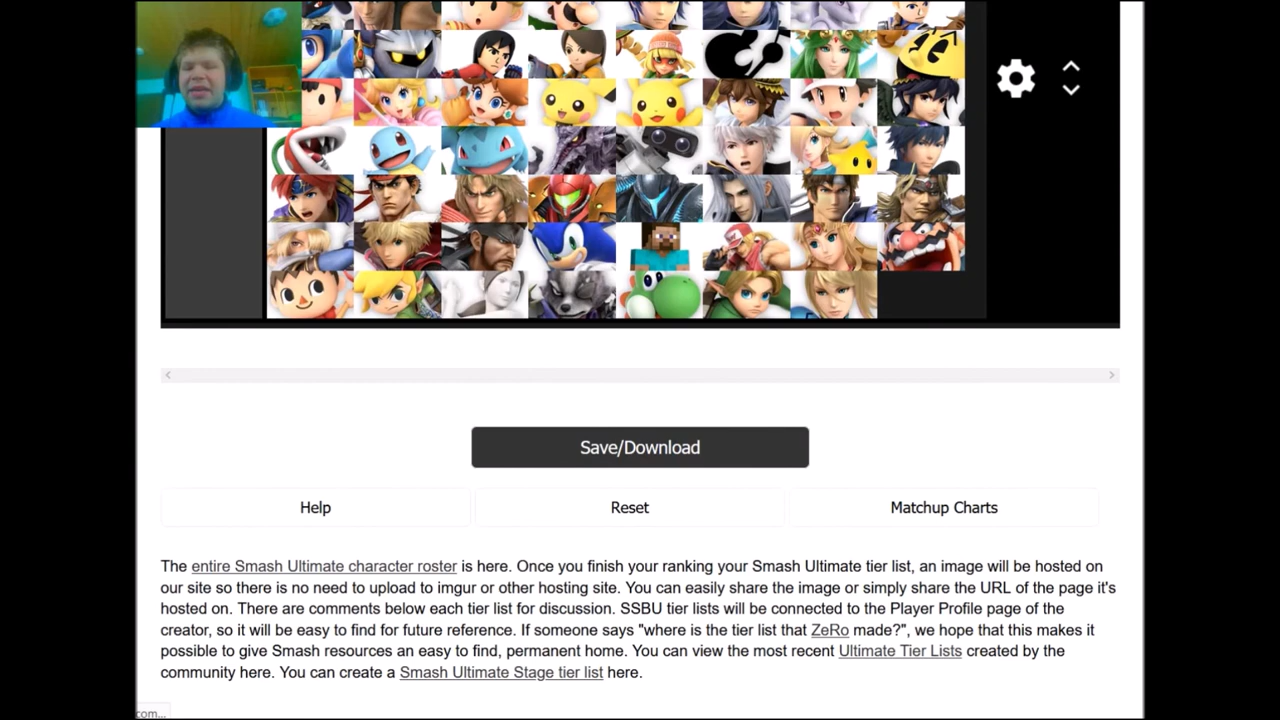 Save/Download
Help
Reset
Matchup Charts
The entire Smash Ultimate character roster is here. Once you finish your ranking your Smash Ultimate tier list, an image will be hosted on
our site so there is no need to upload to imgur or other hosting site. You can easily share the image or simply share the URL of the page it's
hosted on. There are comments below each tier list for discussion. SSBU tier lists will be connected to the Player Profile page of the
creator, so it will be easy to find for future reference. If someone says "where is the tier list that ZeRo made?", we hope that this makes it
possible to give Smash resources an easy to find, permanent home. You can view the most recent Ultimate Tier Lists created by the
community here. You can create a Smash Ultimate Stage tier list here.
com...